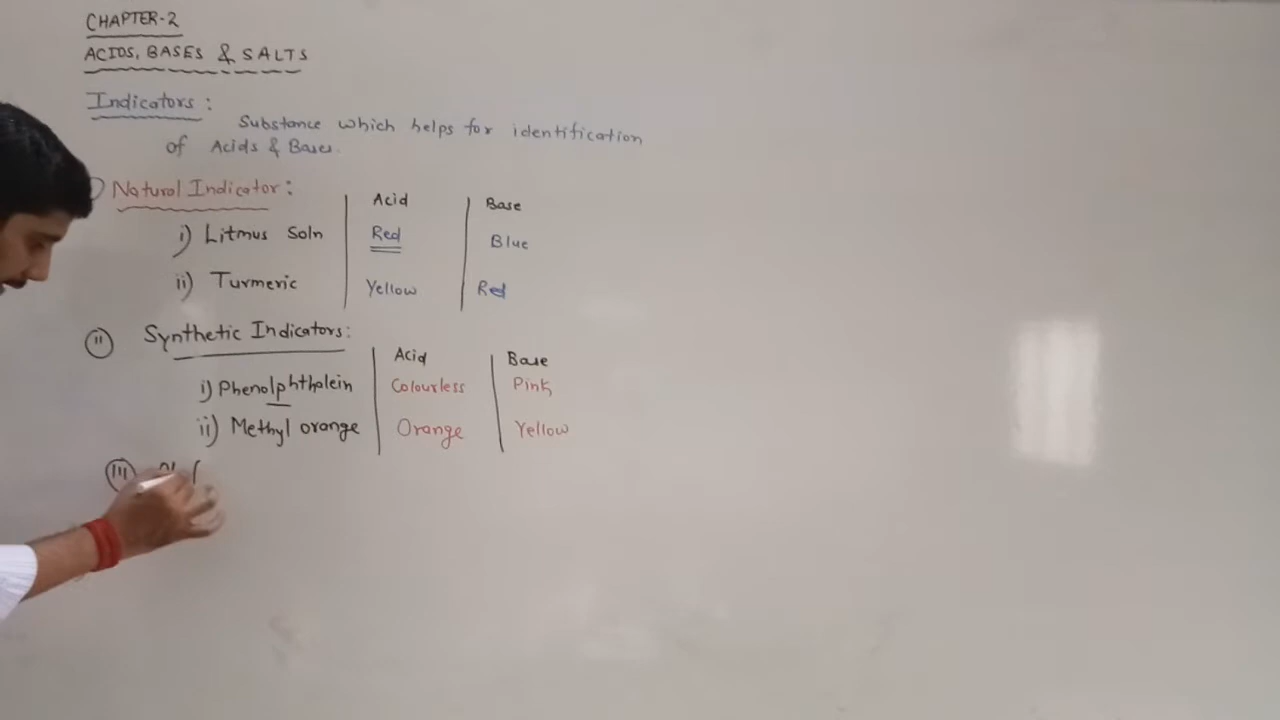 CHAPTER-2
ACIDS, BASES & SALTS
Indicators :
Substance which helps for identification
of Acids & Bases.
) Natural Indicator :
Acid Base
i) Litmus Soln Red Blue
ii) Turmeric Yellow Red
II Synthetic Indicators :
Acid Base
i) Phenolphthalein Colourless Pink
ii) Methyl orange Orange Yellow
III